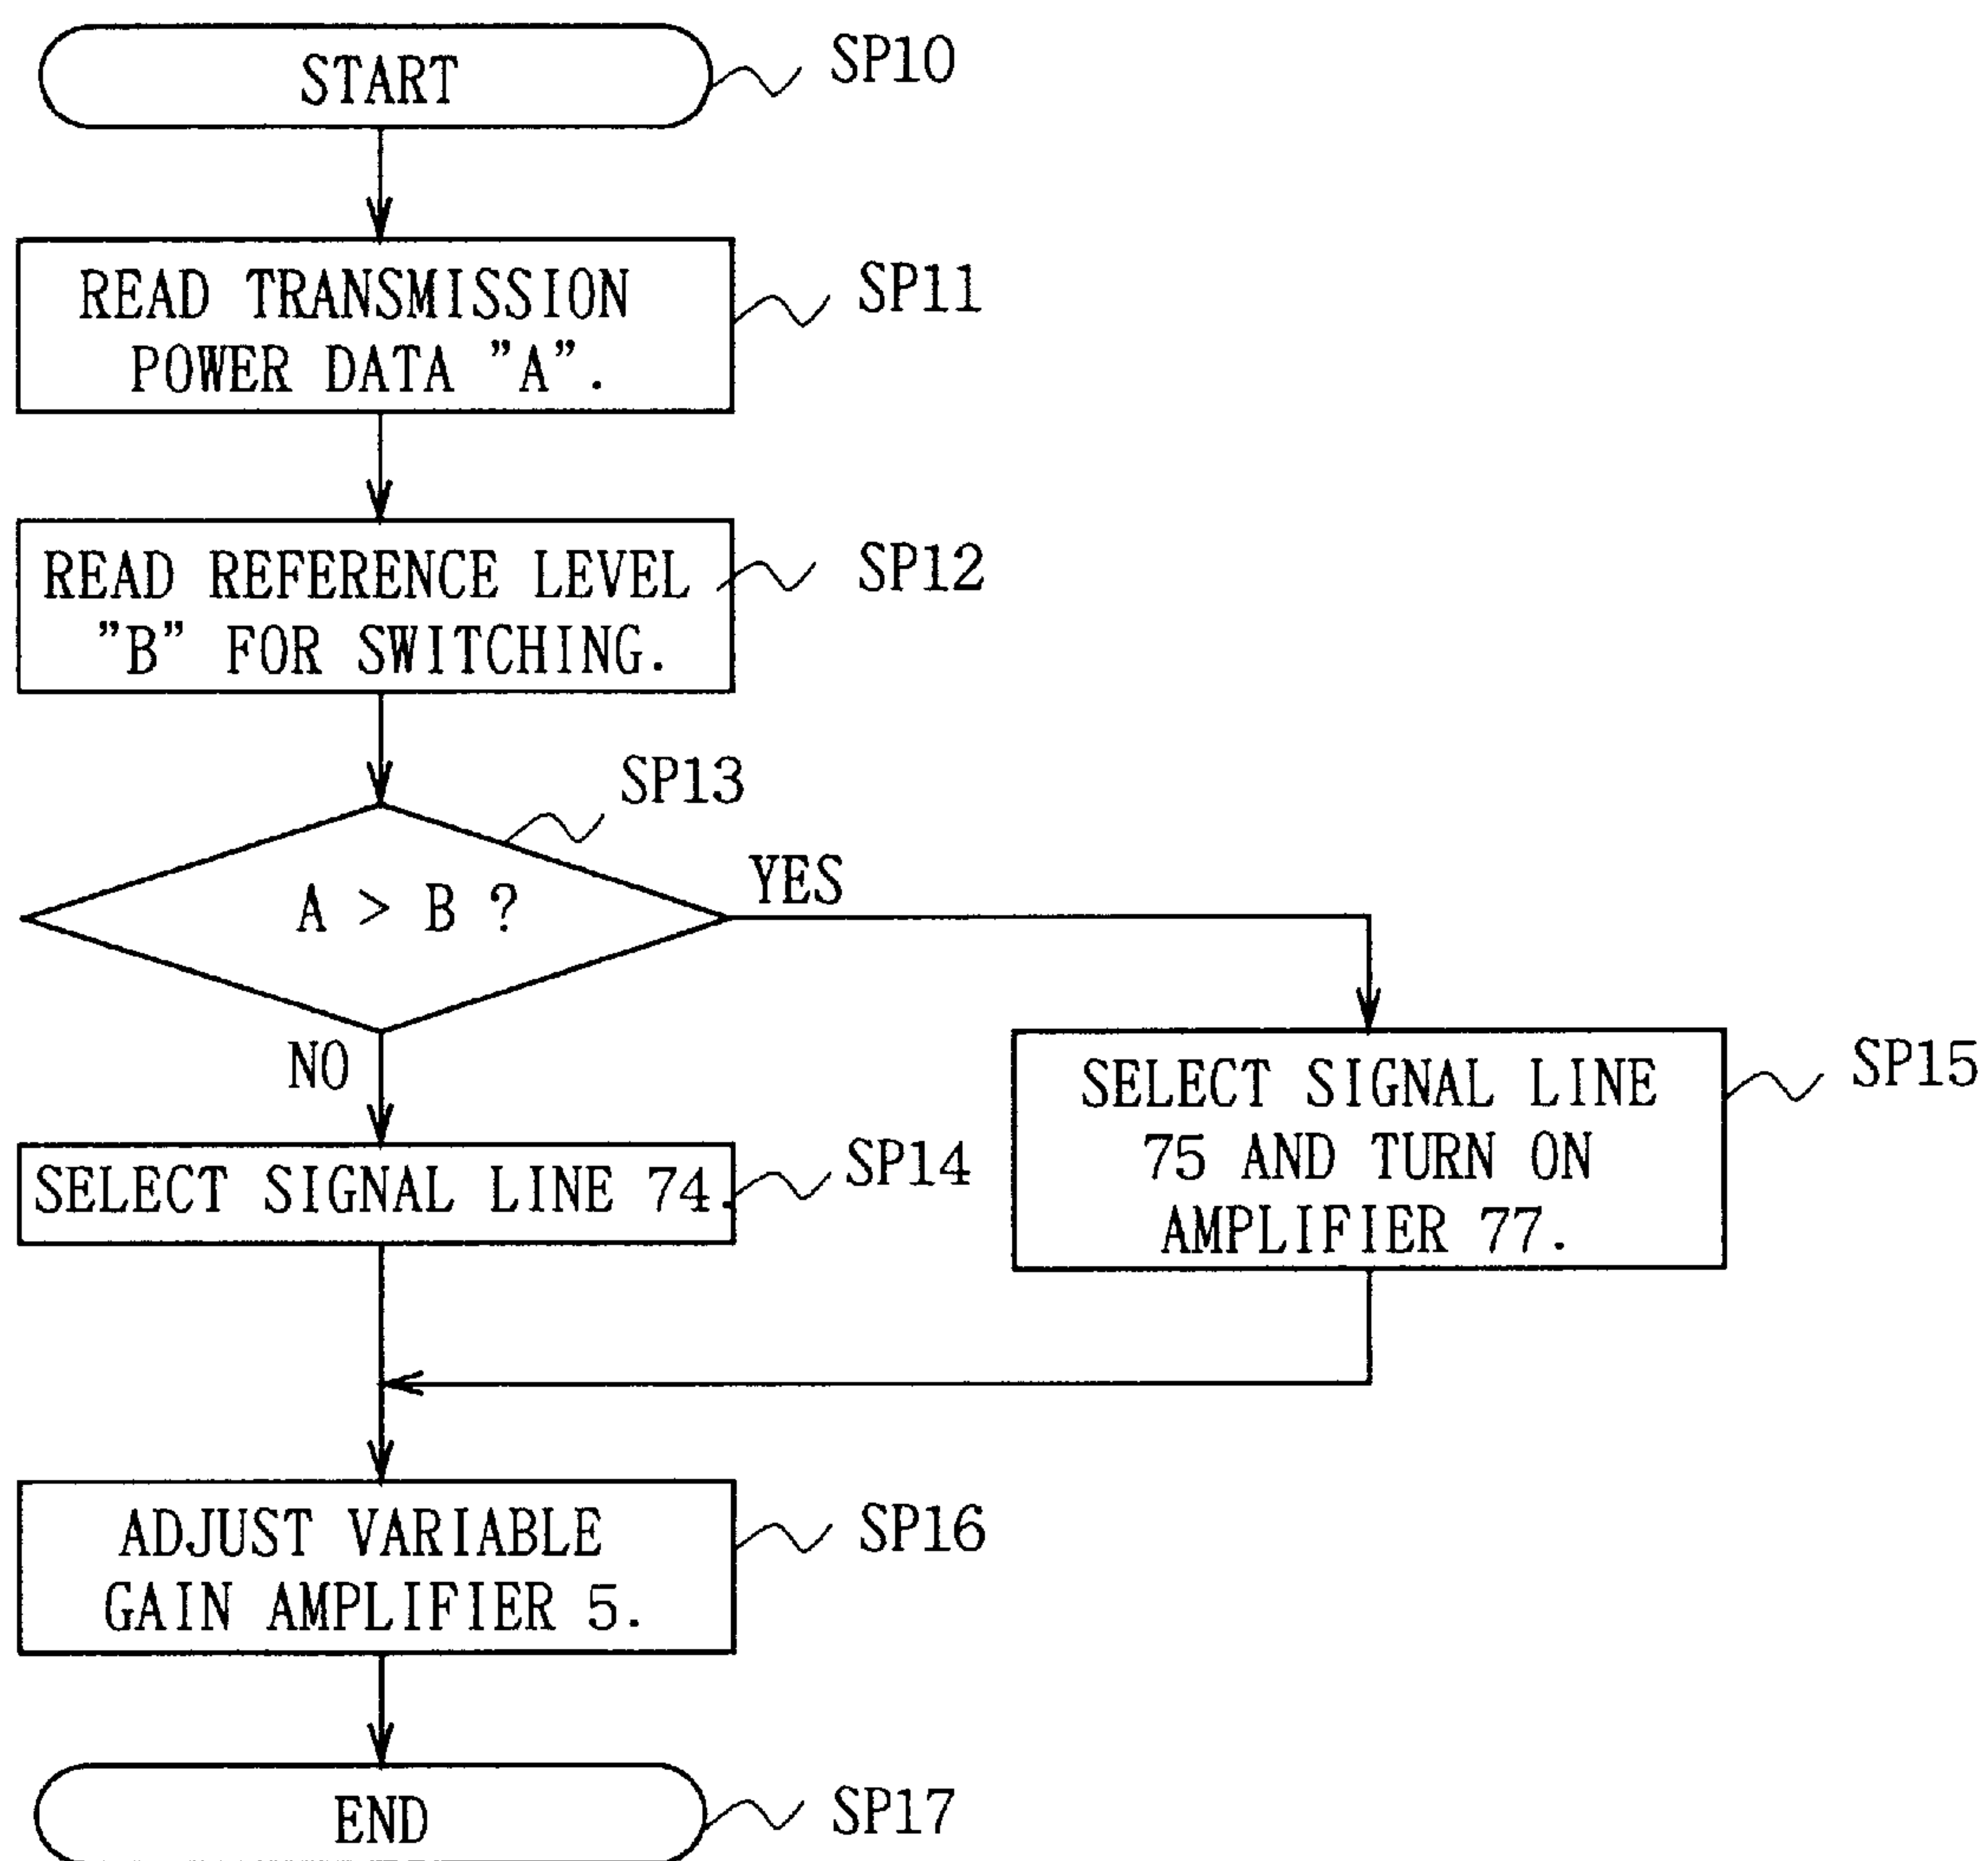 START
SP10
READ TRANSMISSION
POWER DATA "A".
SP11
READ REFERENCE LEVEL
"B" FOR SWITCHING.
SP12
SP13
A > B ?
YES
NO
SELECT SIGNAL LINE 74.
SP14
SELECT SIGNAL LINE
75 AND TURN ON
AMPLIFIER 77.
SP15
ADJUST VARIABLE
GAIN AMPLIFIER 5.
SP16
END
SP17